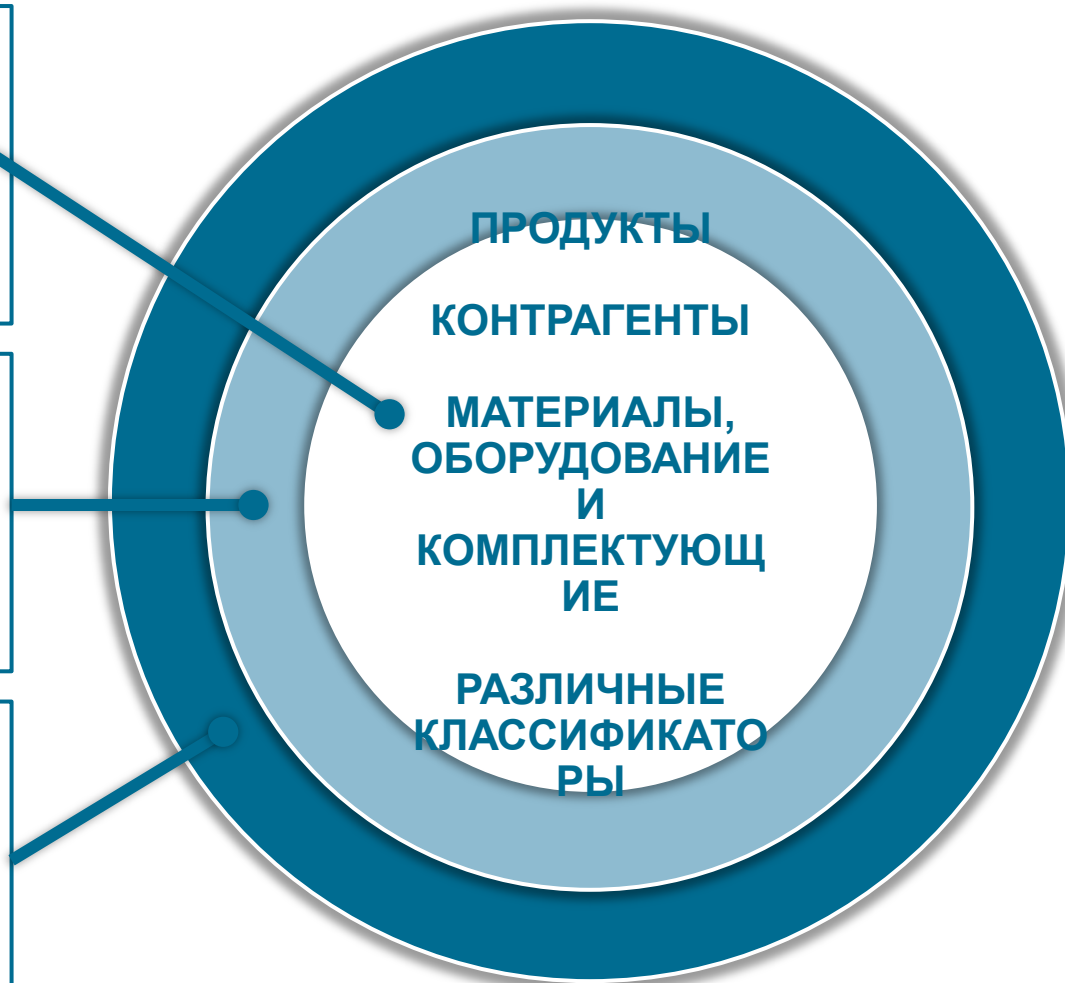 ПРОДУКТЫ
КОНТРАГЕНТЫ
МАТЕРИАЛЫ,
ОБОРУДОВАНИЕ
И
КОМПЛЕКТУЮЩ
ИЕ
РАЗЛИЧНЫЕ
КЛАССИФИКАТО
РЫ